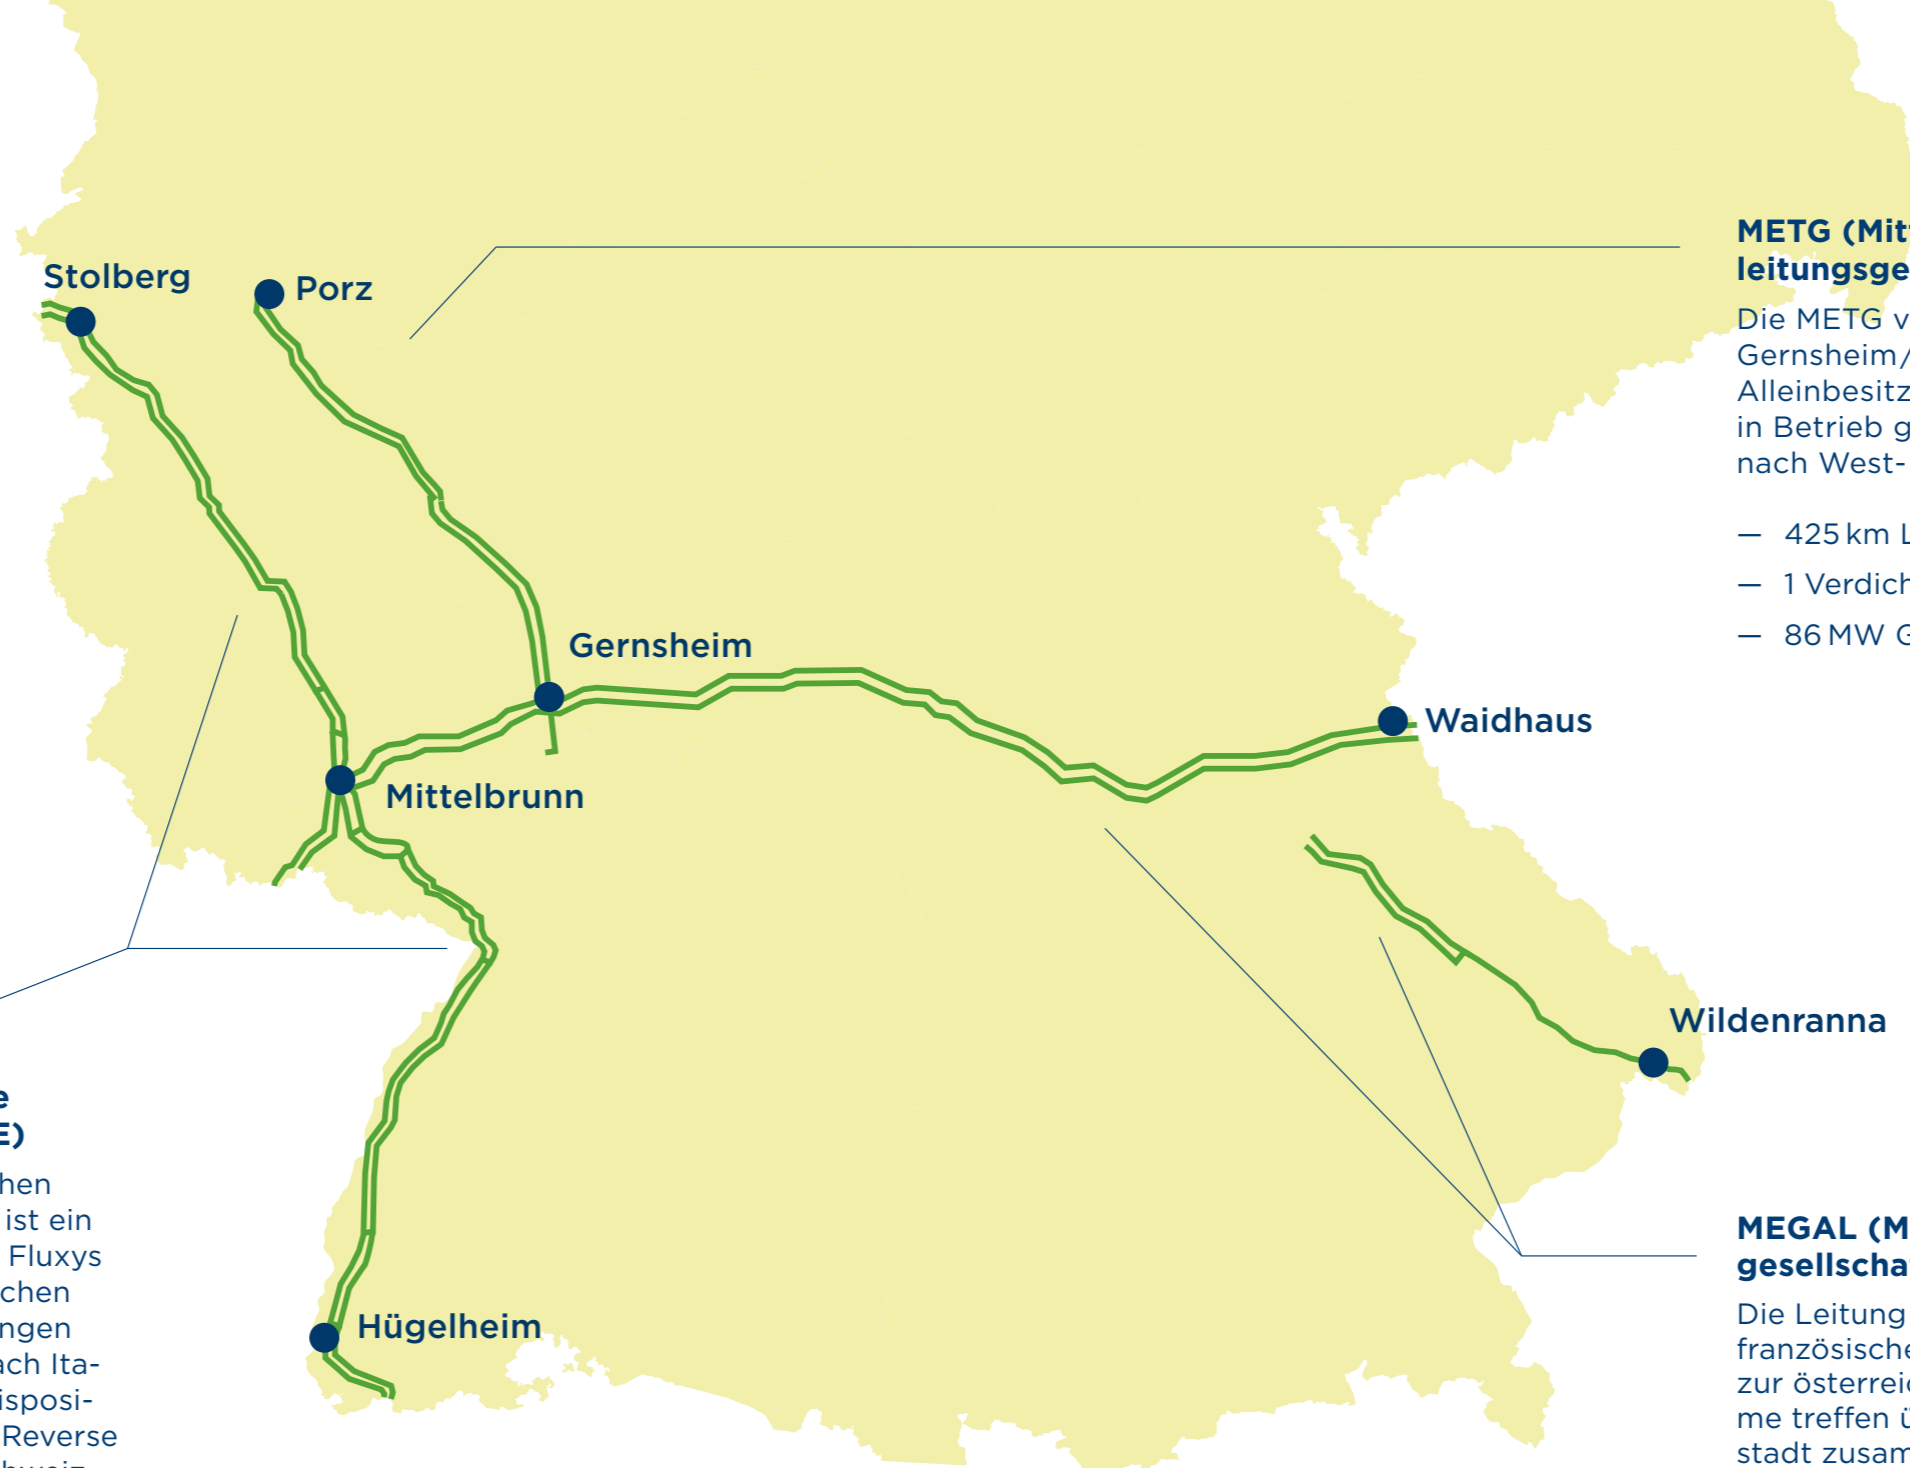 METG (Mit
leitungsge
Die METG v
Gernsheim/
Alleinbesitz
in Betrieb g
nach West-
— 425 km L
— 1 Verdich
— 86 MW G
Stolberg
Porz
Gernsheim
Waidhaus
Mittelbrunn
Wildenranna
Hügelheim
e
E)
hen
ist ein
Fluxys
chen
ngen
ach Ita-
isposi-
Reverse
MEGAL (M
gesellscha
Die Leitung
französische
zur österreic
me treffen ü
stadt zusam